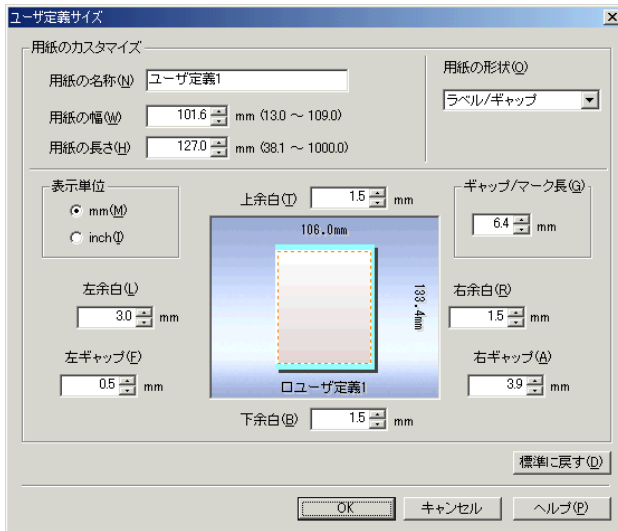 ユーザ定義サイズ
用紙のカスタマイズ
用紙の名称(N) ユーザ定義1
用紙の形状(O)
ラベル/ギャップ
用紙の幅(W) 101.6 mm (13.0 ～ 109.0)
用紙の長さ(H) 127.0 mm (38.1 ～ 1000.0)
表示単位
mm(M)
inch(I)
上余白(T) 1.5 mm
ギャップ/マーク長(G)
6.4 mm
106.0mm
133.4mm
左余白(L)
3.0 mm
右余白(R)
1.5 mm
左ギャップ(F)
0.5 mm
右ギャップ(A)
3.9 mm
ロユーザ定義1
下余白(B) 1.5 mm
標準に戻す(D)
OK キャンセル ヘルプ(P)